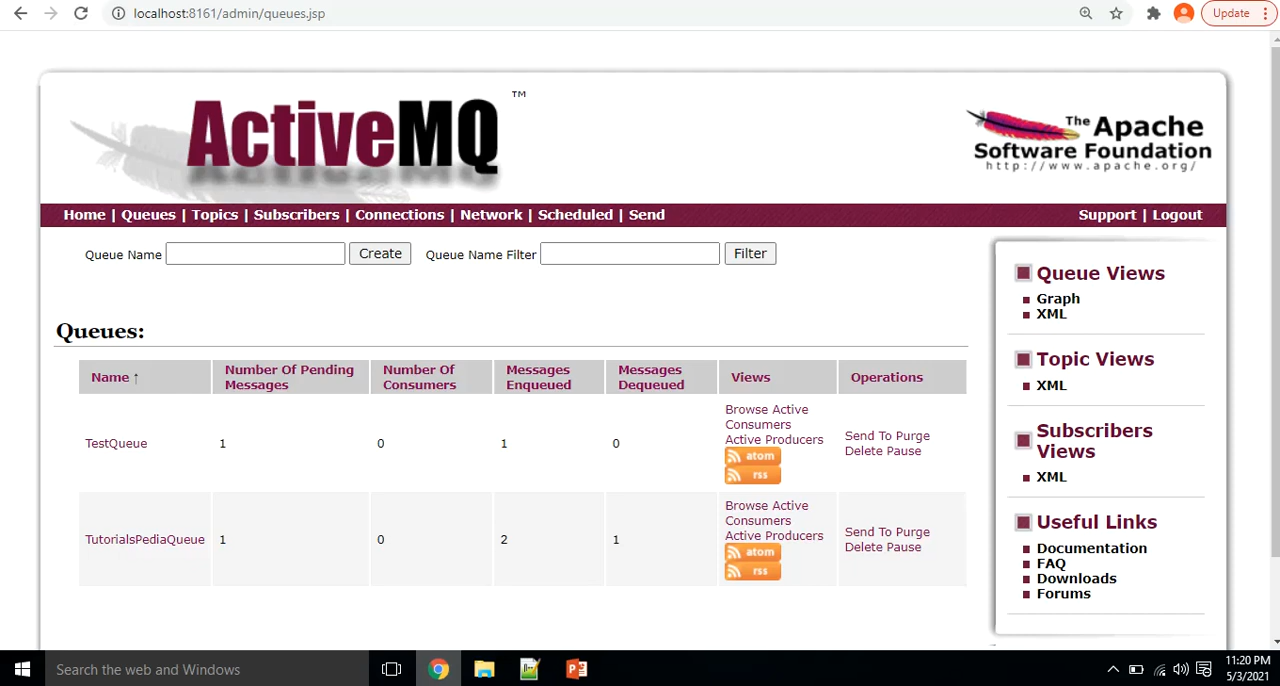 localhost:8161/admin/queues.jsp
Update
ActiveMQ ™
The Apache
Software Foundation
http://www.apache.org/
Home | Queues | Topics | Subscribers | Connections | Network | Scheduled | Send
Support | Logout
Queue Name
Create
Queue Name Filter
Filter
Queues:
Name ↑
Number Of Pending
Messages
Number Of
Consumers
Messages
Enqueued
Messages
Dequeued
Views
Operations
TestQueue
1
0
1
0
Browse Active
Consumers
Active Producers
atom
rss
Send To Purge
Delete Pause
TutorialsPediaQueue
1
0
2
1
Browse Active
Consumers
Active Producers
atom
rss
Send To Purge
Delete Pause
Queue Views
Graph
XML
Topic Views
XML
Subscribers
Views
XML
Useful Links
Documentation
FAQ
Downloads
Forums
Search the web and Windows
11:20 PM
5/3/2021